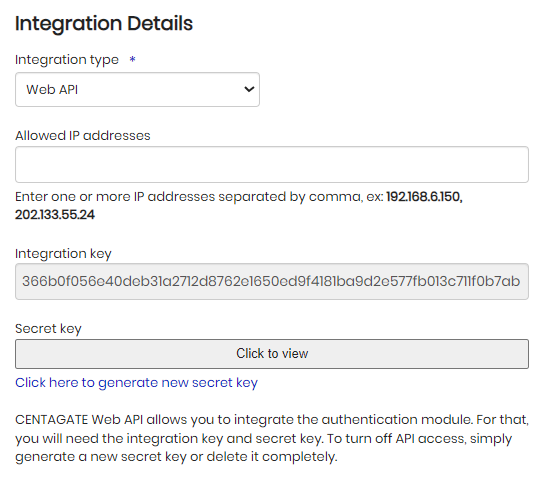 Integration Details
Integration type *
Web API
Allowed IP addresses
Enter one or more IP addresses separated by comma, ex: 192.168.6.150,
202.133.55.24
Integration key
366b0f056e40deb31a2712d8762e1650ed9f4181ba9d2e577fb013c711f0b7ab
Secret key
Click to view
Click here to generate new secret key
CENTAGATE Web API allows you to integrate the authentication module. For that,
you will need the integration key and secret key. To turn off API access, simply
generate a new secret key or delete it completely.